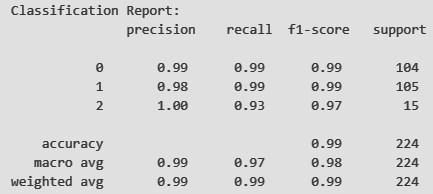 Classification Report:
precision recall f1-score support
0 0.99 0.99 0.99 104
1 0.98 0.99 0.99 105
2 1.00 0.93 0.97 15
accuracy 0.99 224
macro avg 0.99 0.97 0.98 224
weighted avg 0.99 0.99 0.99 224